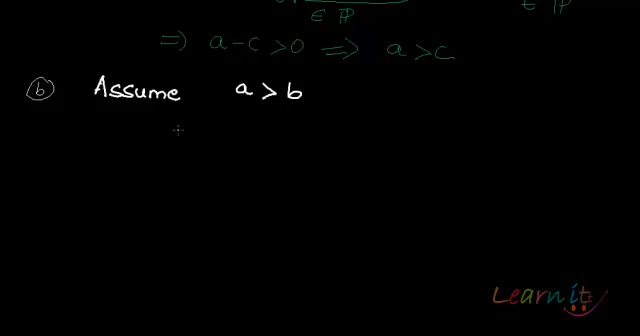 ∈ ℙ ∈ ℙ
⇒ a - c > 0 ⇒ a > c
b Assume a > b
Learnit